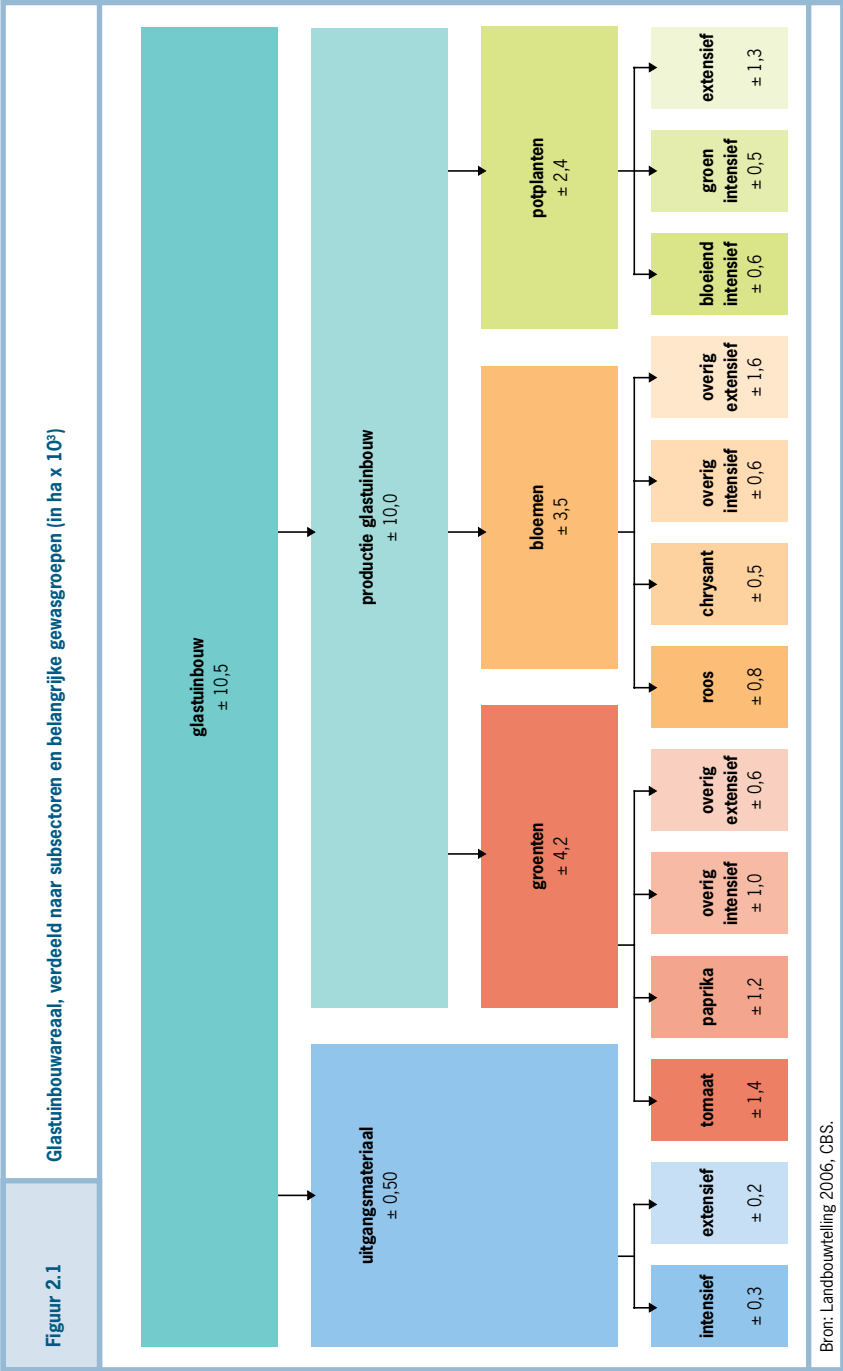 Figuur 2.1
Glastuinbouwareaal, verdeeld naar subsectoren en belangrijke gewasgroepen (in ha x 10³)
glastuinbouw
± 10,5
uitgangsmateriaal
± 0,50
productie glastuinbouw
± 10,0
groenten
± 4,2
bloemen
± 3,5
potplanten
± 2,4
intensief
± 0,3
extensief
± 0,2
tomaat
± 1,4
paprika
± 1,2
overig
intensief
± 1,0
overig
extensief
± 0,6
roos
± 0,8
chrysant
± 0,5
overig
intensief
± 0,6
overig
extensief
± 1,6
bloeiend
intensief
± 0,6
groen
intensief
± 0,5
extensief
± 1,3
Bron: Landbouwtelling 2006, CBS.